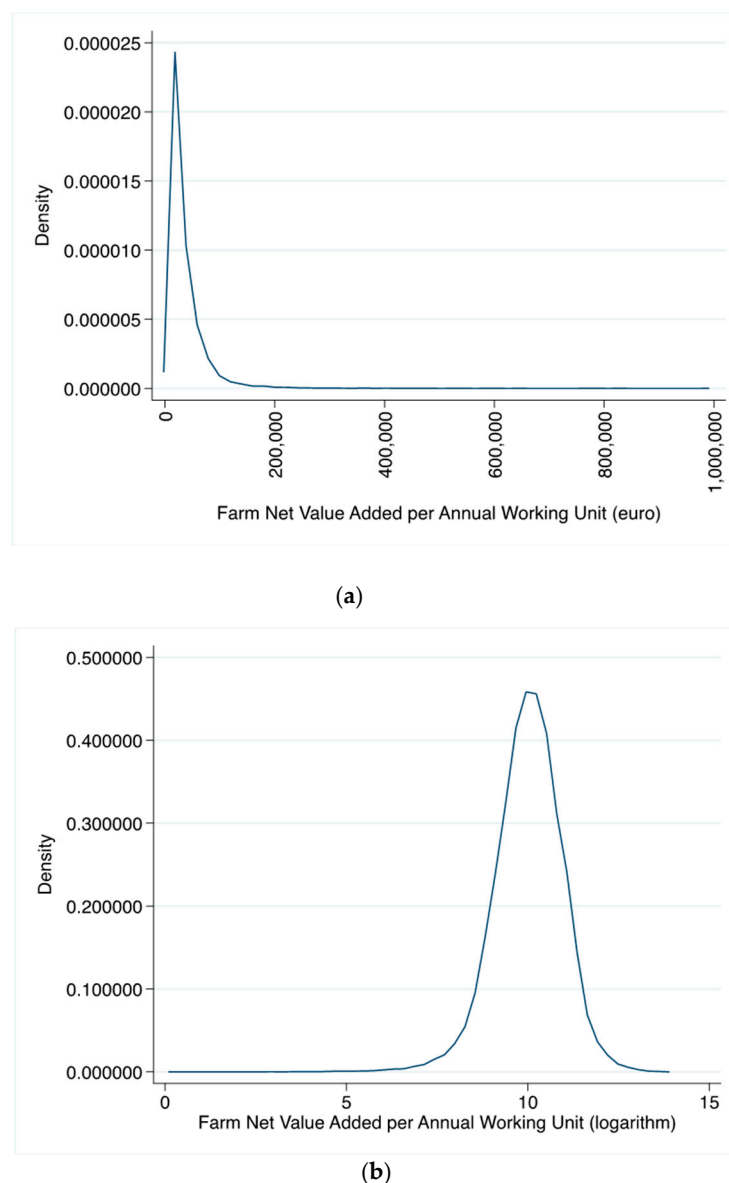 0.000025
0.000020
0.000015
0.000010
0.000005
0.000000
Density
0
200,000
400,000
600,000
800,000
1,000,000
Farm Net Value Added per Annual Working Unit (euro)
(a)
0.500000
0.400000
0.300000
0.200000
0.100000
0.000000
Density
0 5 10 15
Farm Net Value Added per Annual Working Unit (logarithm)
(b)